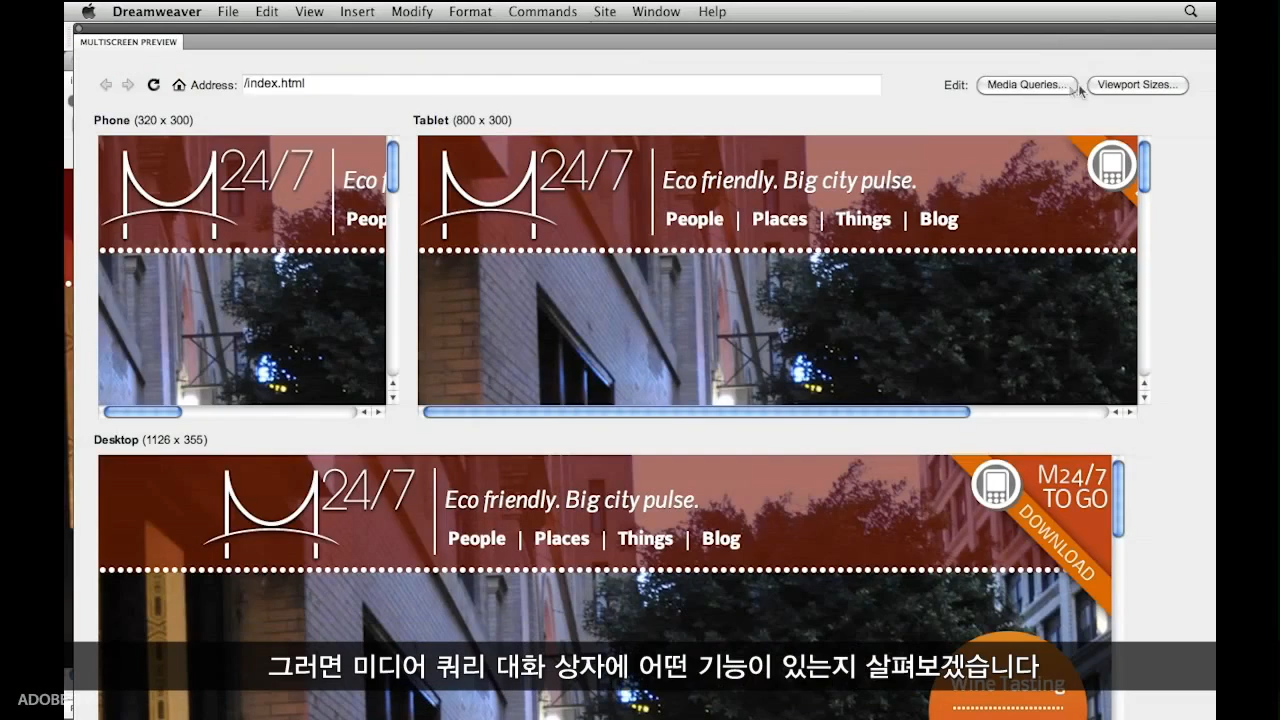 Dreamweaver File Edit View Insert Modify Format Commands Site Window Help
MULTISCREEN PREVIEW
Address: /index.html Edit: Media Queries... Viewport Sizes...
Phone (320 x 300) Tablet (800 x 300)
24/7 Eco f
Peop
24/7 Eco friendly. Big city pulse.
People | Places | Things | Blog
Desktop (1126 x 355)
24/7 Eco friendly. Big city pulse.
People | Places | Things | Blog
M24/7
TO GO
DOWNLOAD
그러면 미디어 쿼리 대화 상자에 어떤 기능이 있는지 살펴보겠습니다
Wine Tasting
ADOBE